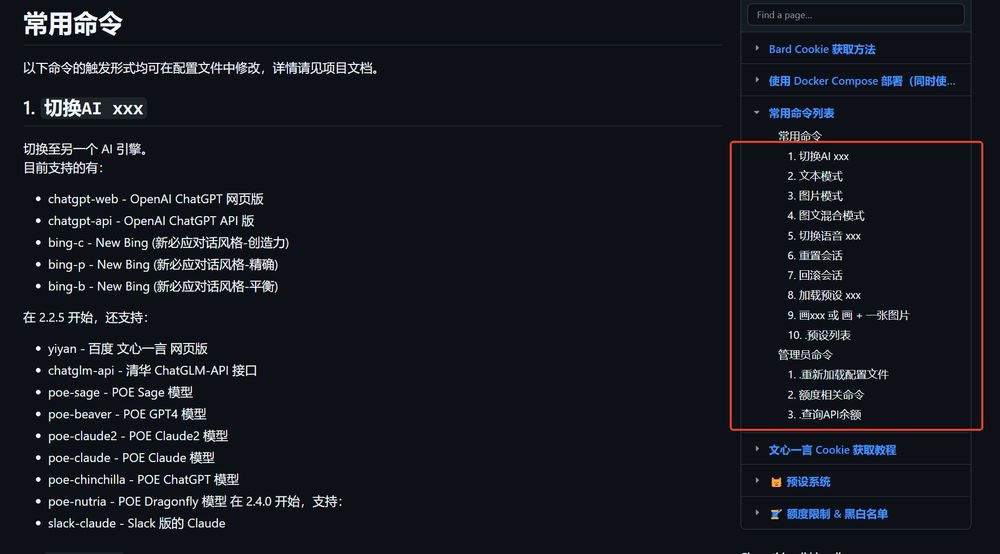 常用命令
以下命令的触发形式均可在配置文件中修改，详情请见项目文档。
1. 切换AI xxx
切换至另一个 AI 引擎。
目前支持的有：
• chatgpt-web - OpenAI ChatGPT 网页版
• chatgpt-api - OpenAI ChatGPT API 版
• bing-c - New Bing (新必应对话风格-创造力)
• bing-p - New Bing (新必应对话风格-精确)
• bing-b - New Bing (新必应对话风格-平衡)
在 2.2.5 开始，还支持：
• yiyan - 百度 文心一言 网页版
• chatglm-api - 清华 ChatGLM-API 接口
• poe-sage - POE Sage 模型
• poe-beaver - POE GPT4 模型
• poe-claude2 - POE Claude2 模型
• poe-claude - POE Claude 模型
• poe-chinchilla - POE ChatGPT 模型
• poe-nutria - POE Dragonfly 模型 在 2.4.0 开始，支持：
• slack-claude - Slack 版的 Claude
Find a page...
Bard Cookie 获取方法
使用 Docker Compose 部署（同时使...
常用命令列表
常用命令
1. 切换AI xxx
2. 文本模式
3. 图片模式
4. 图文混合模式
5. 切换语音 xxx
6. 重置会话
7. 回滚会话
8. 加载预设 xxx
9. 画xxx 或 画 + 一张图片
10. .预设列表
管理员命令
1. .重新加载配置文件
2. 额度相关命令
3. .查询API余额
文心一言 Cookie 获取教程
😼 预设系统
🧵 额度限制 & 黑白名单